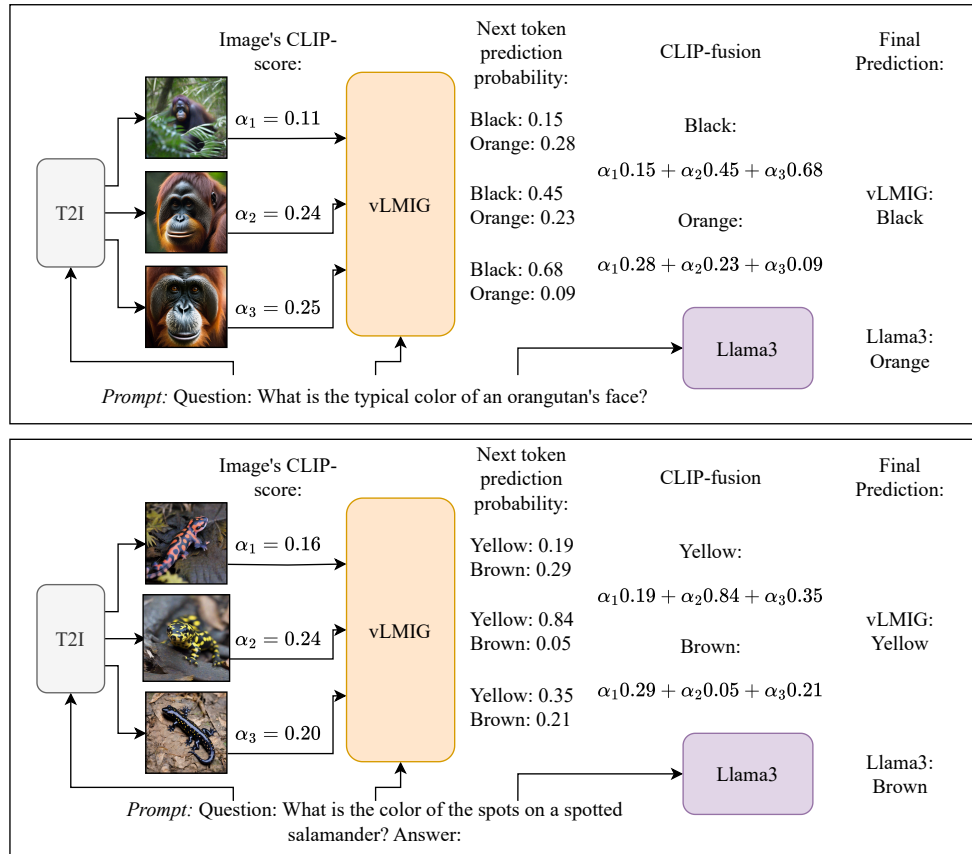 Image's CLIP-
score:
Next token
prediction
probability:
CLIP-fusion
Final
Prediction:
T2I
α₁ = 0.11
α₂ = 0.24
α₃ = 0.25
vLMIG
Black: 0.15
Orange: 0.28
Black: 0.45
Orange: 0.23
Black: 0.68
Orange: 0.09
Black:
α₁0.15 + α₂0.45 + α₃0.68
Orange:
α₁0.28 + α₂0.23 + α₃0.09
vLMIG:
Black
Llama3
Llama3:
Orange
Prompt: Question: What is the typical color of an orangutan's face?
Image's CLIP-
score:
Next token
prediction
probability:
CLIP-fusion
Final
Prediction:
T2I
α₁ = 0.16
α₂ = 0.24
α₃ = 0.20
vLMIG
Yellow: 0.19
Brown: 0.29
Yellow: 0.84
Brown: 0.05
Yellow: 0.35
Brown: 0.21
Yellow:
α₁0.19 + α₂0.84 + α₃0.35
Brown:
α₁0.29 + α₂0.05 + α₃0.21
vLMIG:
Yellow
Llama3
Llama3:
Brown
Prompt: Question: What is the color of the spots on a spotted
salamander? Answer: